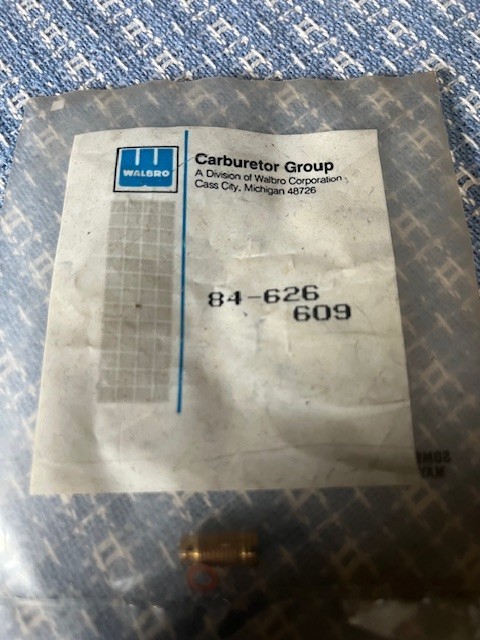 WALBRO
Carburetor Group
A Division of Walbro Corporation
Cass City, Michigan 48726
84-626
609